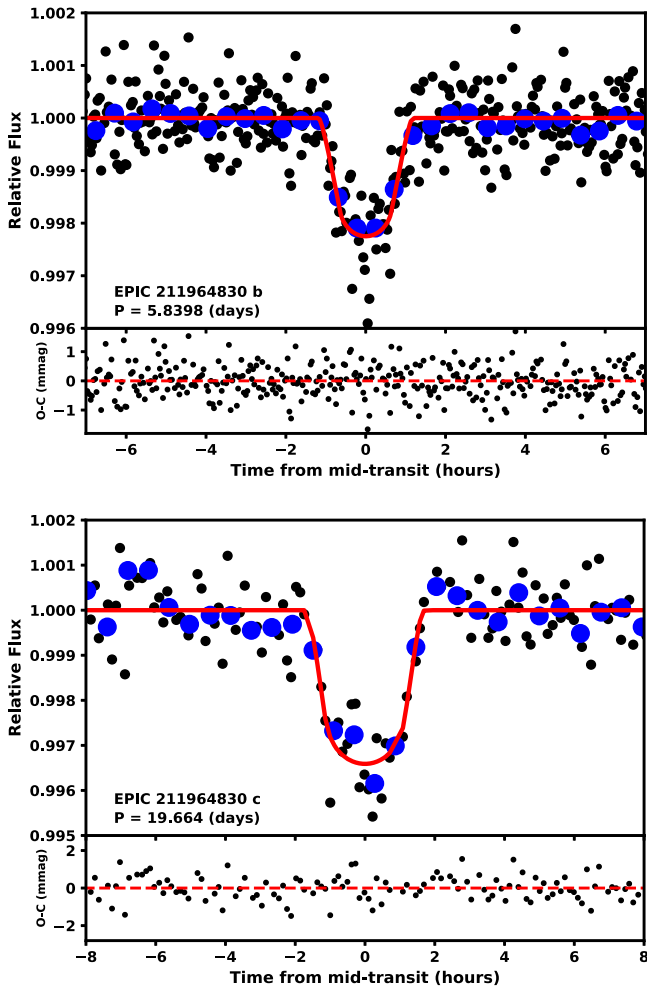 1.002
1.001
1.000
0.999
0.998
0.997
0.996
Relative Flux
EPIC 211964830 b
P = 5.8398 (days)
1
0
−1
O-C (mmag)
−6 −4 −2 0 2 4 6
Time from mid-transit (hours)
1.002
1.001
1.000
0.999
0.998
0.997
0.996
0.995
Relative Flux
EPIC 211964830 c
P = 19.664 (days)
2
0
−2
O-C (mmag)
−8 −6 −4 −2 0 2 4 6 8
Time from mid-transit (hours)